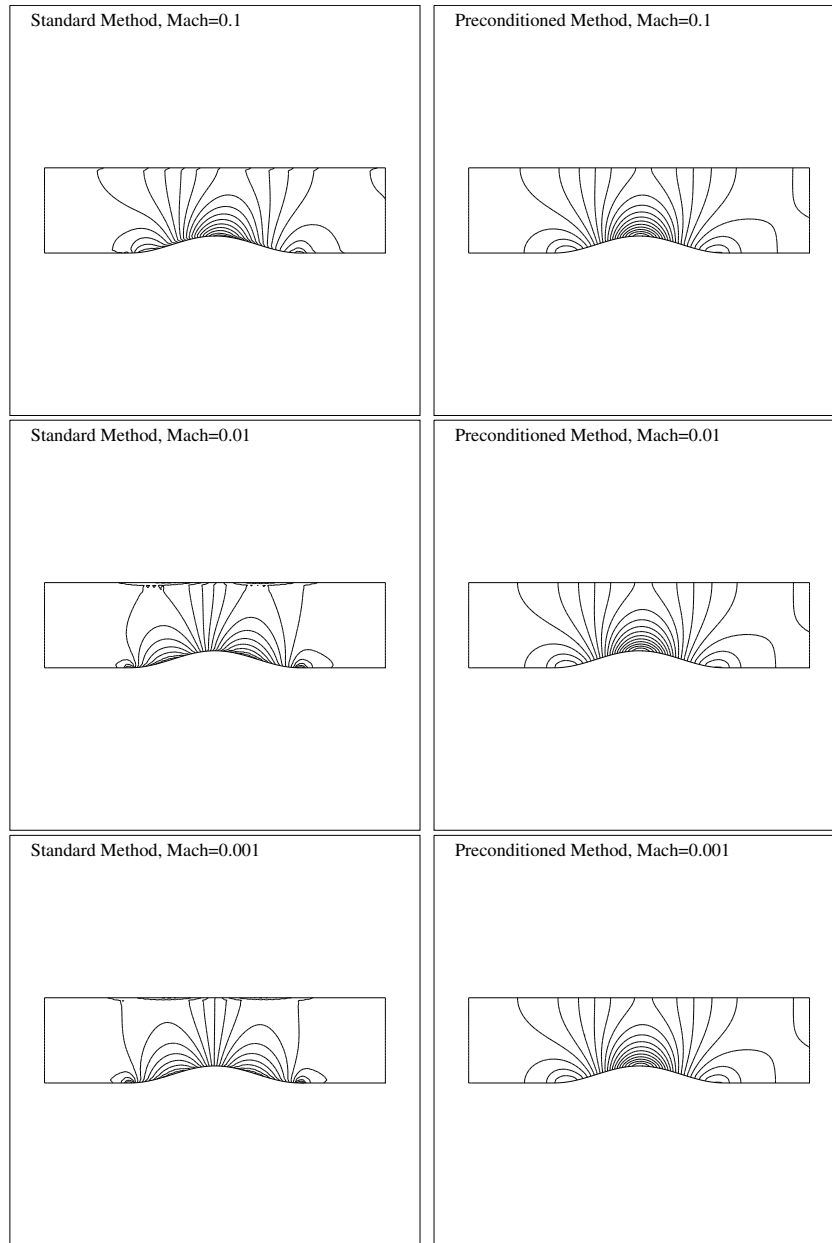 Standard Method, Mach=0.1
Preconditioned Method, Mach=0.1
Standard Method, Mach=0.01
Preconditioned Method, Mach=0.01
Standard Method, Mach=0.001
Preconditioned Method, Mach=0.001